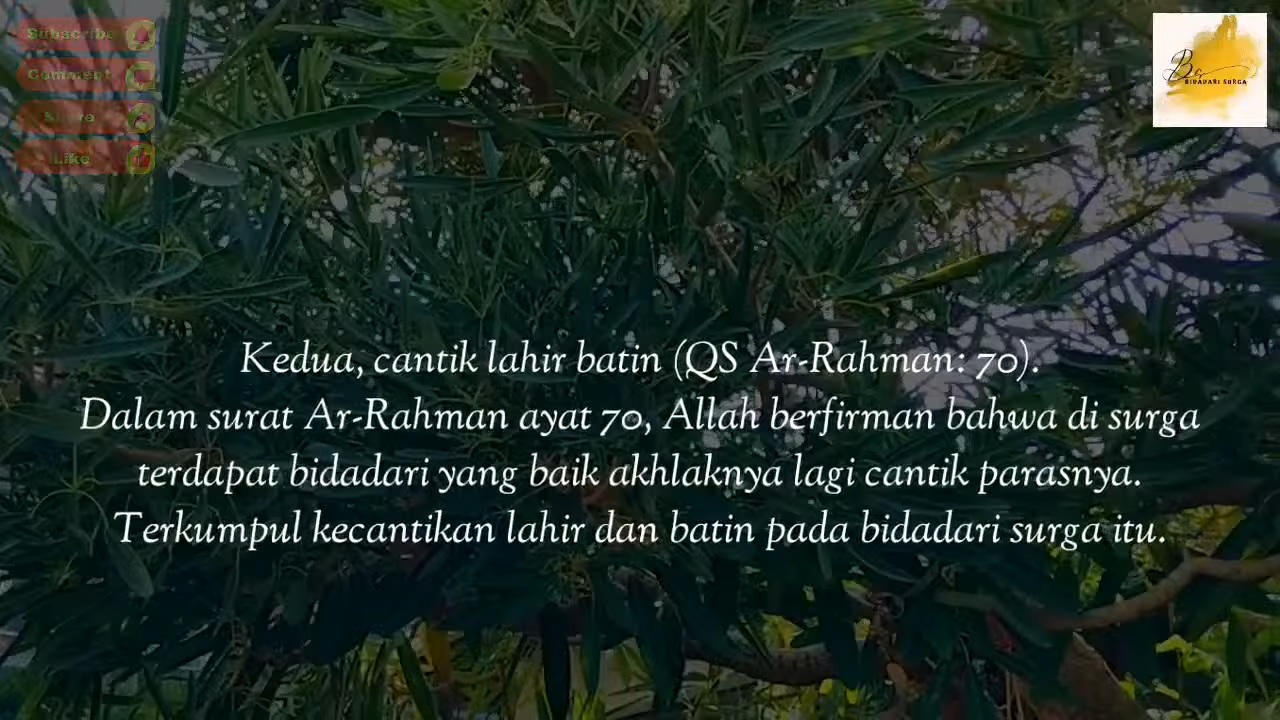 Subscribe
Comment
Share
Like
Bs
BIDADARI SURGA
Kedua, cantik lahir batin (QS Ar-Rahman: 70).
Dalam surat Ar-Rahman ayat 70, Allah berfirman bahwa di surga
terdapat bidadari yang baik akhlaknya lagi cantik parasnya.
Terkumpul kecantikan lahir dan batin pada bidadari surga itu.